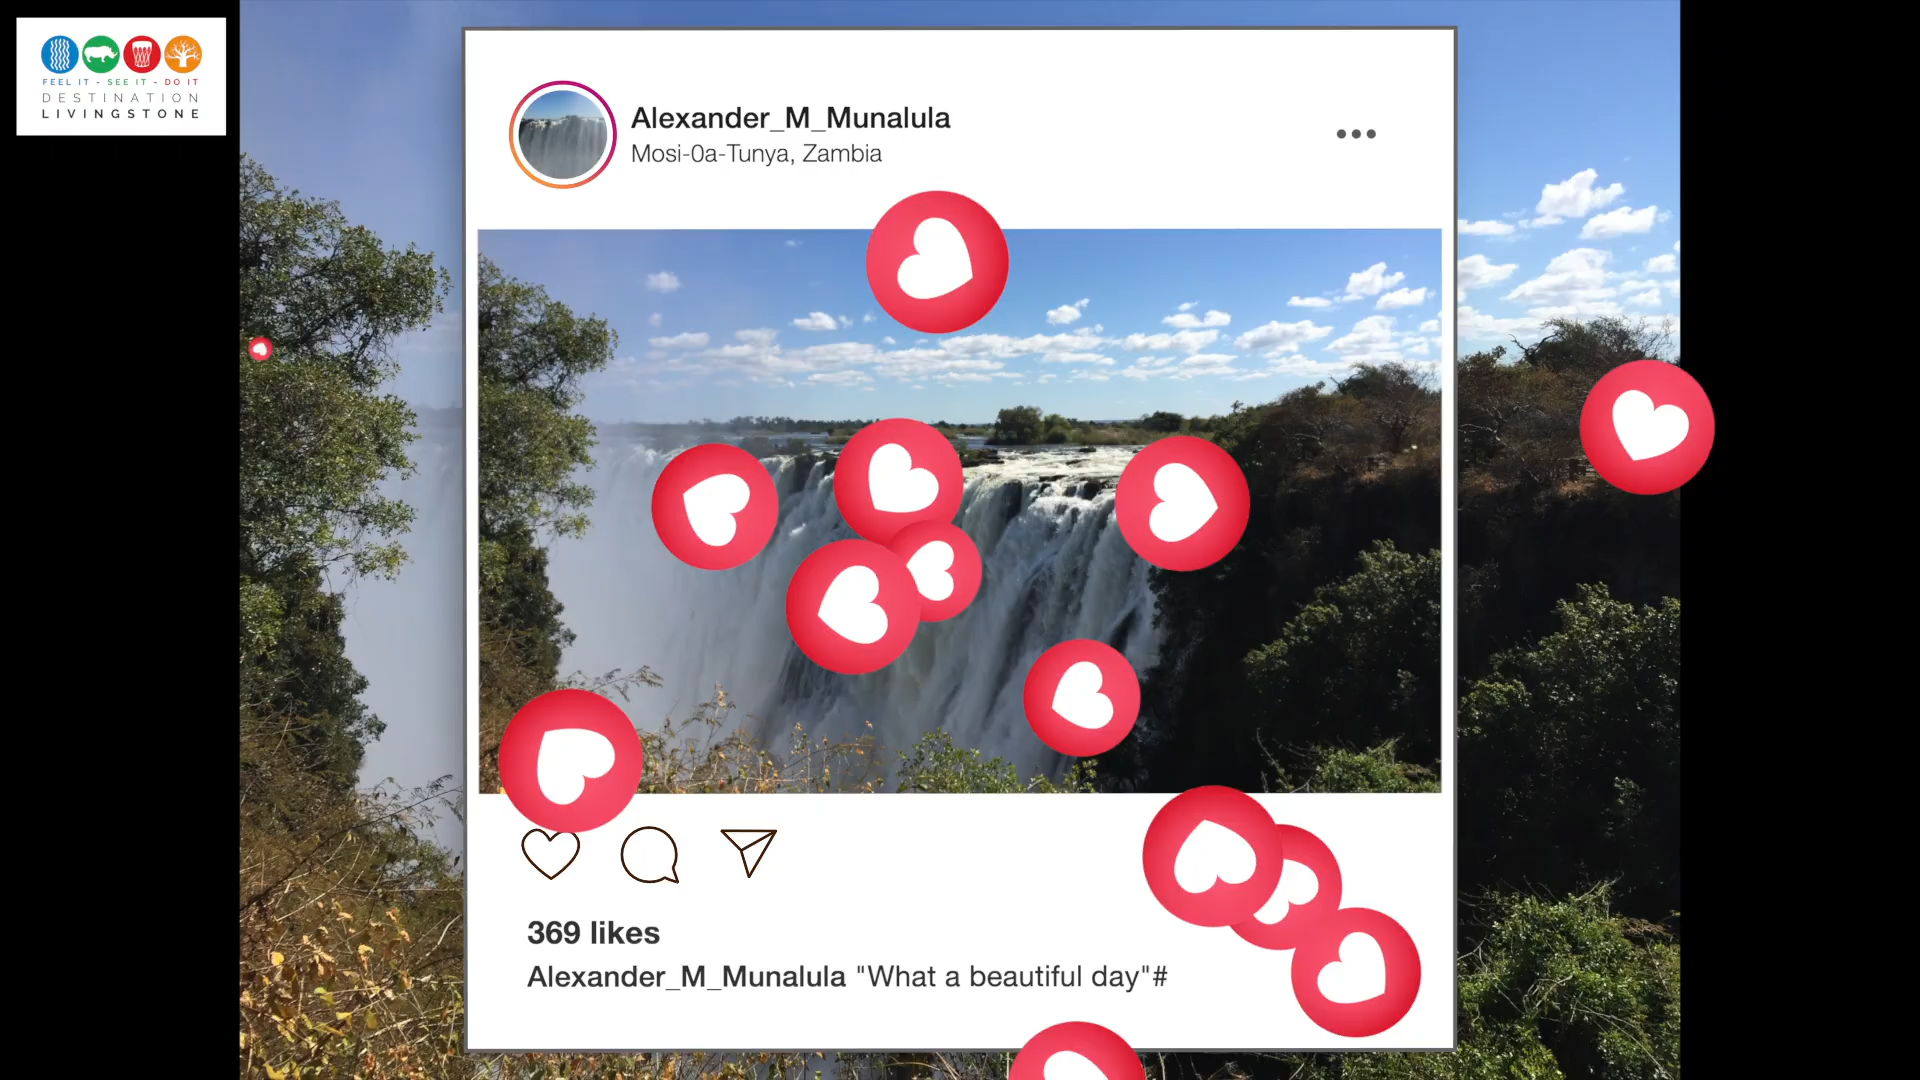 FEEL IT - SEE IT - DO IT
DESTINATION
LIVINGSTONE
Alexander_M_Munalula
Mosi-0a-Tunya, Zambia
369 likes
Alexander_M_Munalula "What a beautiful day"#